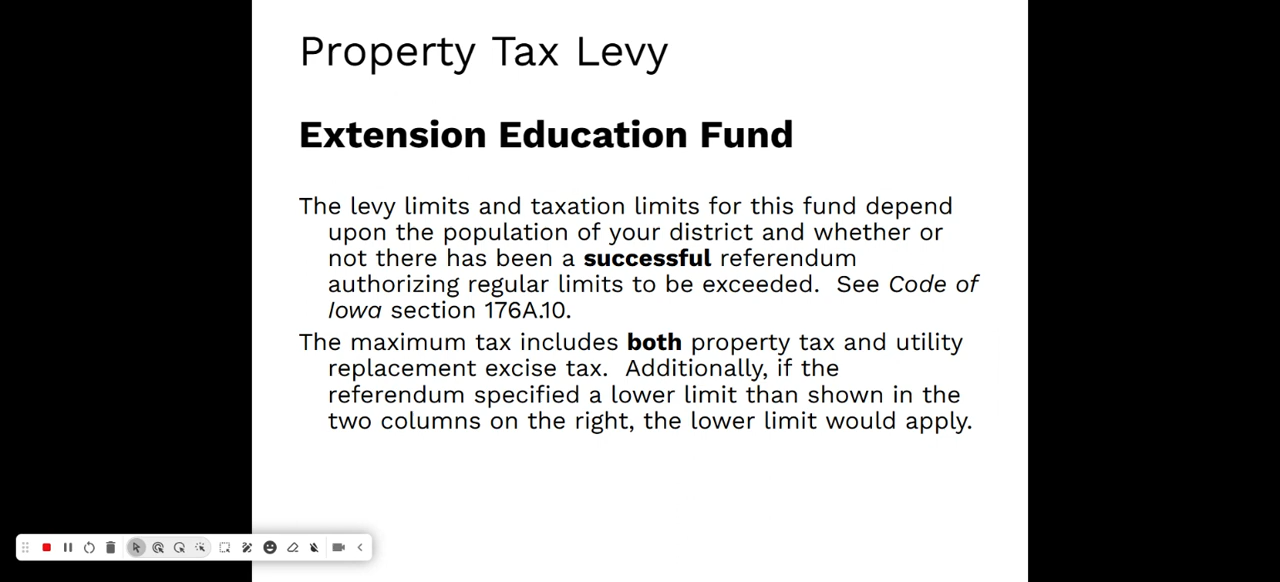 Property Tax Levy
Extension Education Fund
The levy limits and taxation limits for this fund depend
upon the population of your district and whether or
not there has been a successful referendum
authorizing regular limits to be exceeded.  See Code of
Iowa section 176A.10.
The maximum tax includes both property tax and utility
replacement excise tax.  Additionally, if the
referendum specified a lower limit than shown in the
two columns on the right, the lower limit would apply.